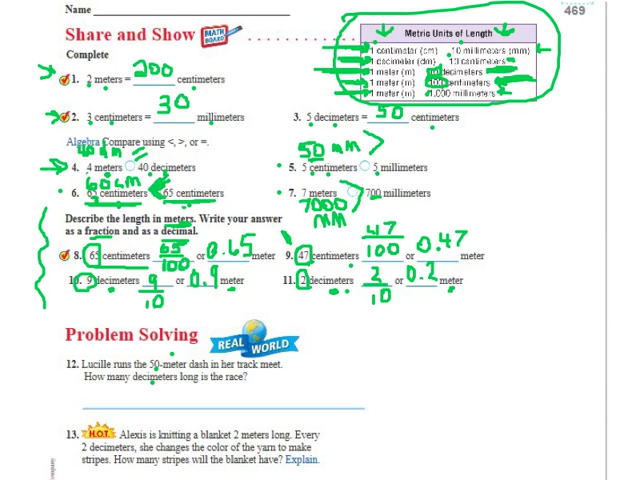 Name
469
Share and Show MATH BOARD
Metric Units of Length
1 centimeter (cm) 10 millimeters (mm)
1 decimeter (dm) 10 centimeters
1 meter (m) decimeters
1 meter (m) centimeters
1 meter (m) 1,000 millimeters
Complete
1. 2 meters = 200 centimeters
2. 3 centimeters = 30 millimeters
3. 5 decimeters = 50 centimeters
Algebra Compare using <, >, or =.
=
50 mm >
4. 4 meters 40 decimeters
5. 5 centimeters 5 millimeters
6. centimeters < 65 centimeters
7. 7 meters > 700 millimeters
7000 mm
Describe the length in meters. Write your answer
as a fraction and as a decimal.
8. 65 centimeters 65/100 or 0.65 meter
9. 47 centimeters 47/100 or 0.47 meter
10. 9 decimeters 9/10 or 0.9 meter
11. 2 decimeters 2/10 or 0.2 meter
Problem Solving REAL WORLD
12. Lucille runs the 50-meter dash in her track meet.
How many decimeters long is the race?
13. H.O.T. Alexis is knitting a blanket 2 meters long. Every
2 decimeters, she changes the color of the yarn to make
stripes. How many stripes will the blanket have? Explain.